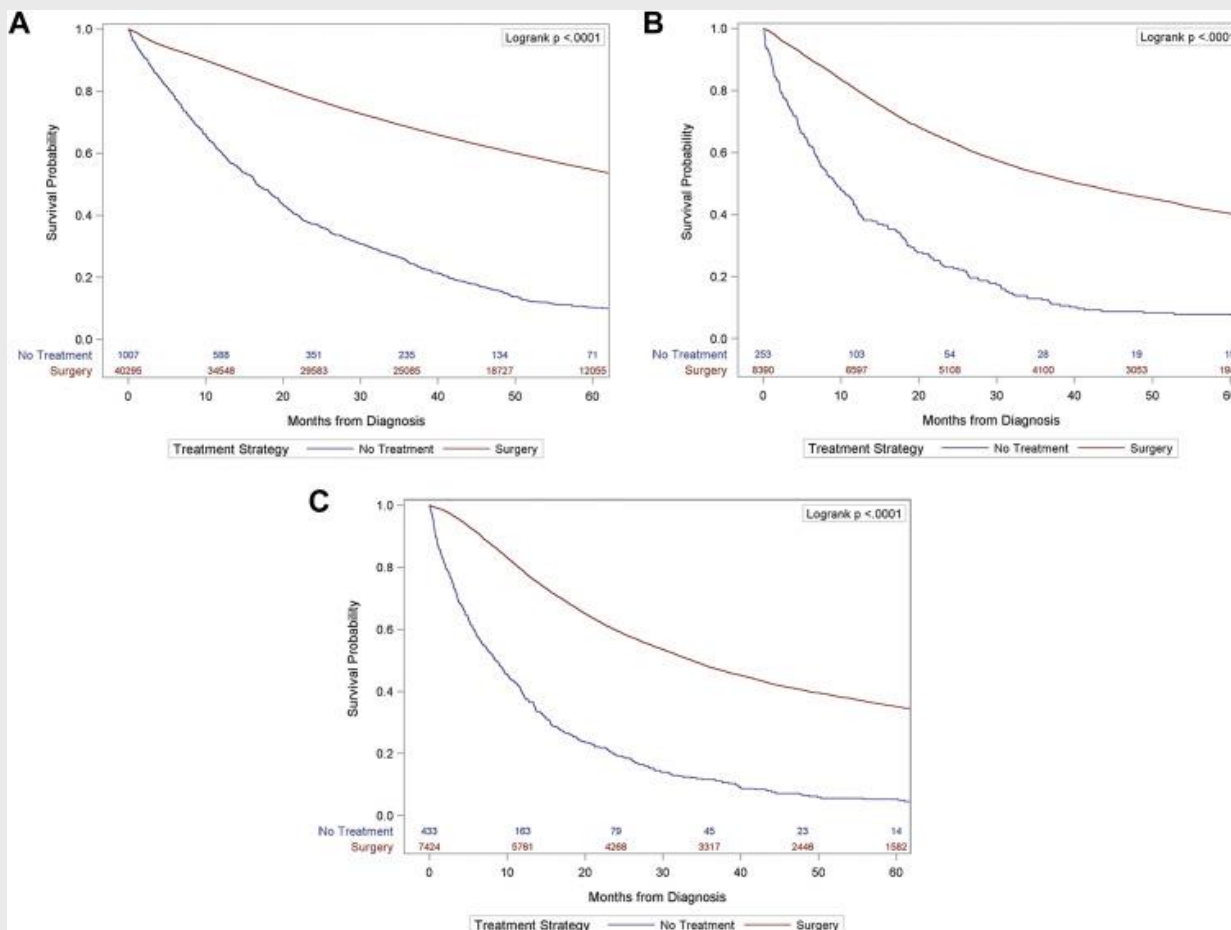 A
Logrank p <.0001
Survival Probability
1.0
0.8
0.6
0.4
0.2
0.0
No Treatment 1007 588 351 235 134 71
Surgery 40295 34548 29583 25085 18727 12055
0 10 20 30 40 50 60
Months from Diagnosis
Treatment Strategy No Treatment Surgery
B
Logrank p <.0001
Survival Probability
1.0
0.8
0.6
0.4
0.2
0.0
No Treatment 253 103 54 28 19
Surgery 8390 6597 5108 4100 3053
0 10 20 30 40 50
Months from Diagnosis
Treatment Strategy No Treatment Surgery
C
Logrank p <.0001
Survival Probability
1.0
0.8
0.6
0.4
0.2
0.0
No Treatment 433 163 79 45 23 14
Surgery 7424 5761 4268 3317 2446 1582
0 10 20 30 40 50 60
Months from Diagnosis
Treatment Strategy No Treatment Surgery